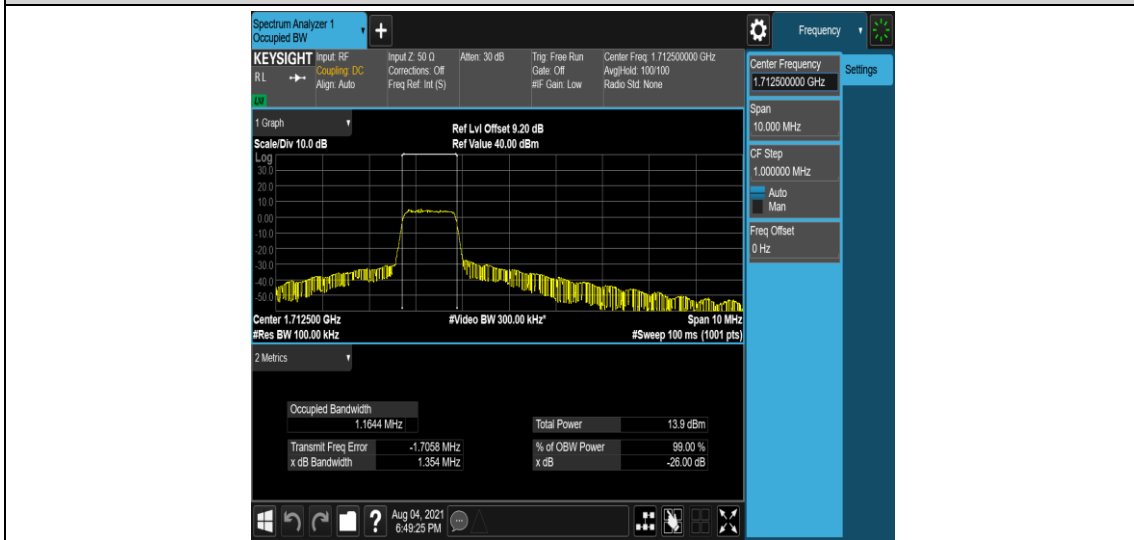 Spectrum Analyzer 1
Occupied BW
+
Frequency
KEYSIGHT Input: RF Input Z: 50 Ω Atten: 30 dB Trig: Free Run Center Freq: 1.712500000 GHz
RL Coupling: DC Corrections: Off Gate: Off Avg|Hold: 100/100
Align: Auto Freq Ref: Int (S) #IF Gain: Low Radio Std: None
Center Frequency
1.712500000 GHz
Settings
Span
10.000 MHz
CF Step
1.000000 MHz
Auto
Man
Freq Offset
0 Hz
1 Graph
Ref Lvl Offset 9.20 dB
Scale/Div 10.0 dB Ref Value 40.00 dBm
Log
30.0
20.0
10.0
0.00
-10.0
-20.0
-30.0
-40.0
-50.0
Center 1.712500 GHz #Video BW 300.00 kHz* Span 10 MHz
#Res BW 100.00 kHz #Sweep 100 ms (1001 pts)
2 Metrics
Occupied Bandwidth
1.1644 MHz Total Power 13.9 dBm
Transmit Freq Error -1.7058 MHz % of OBW Power 99.00 %
x dB Bandwidth 1.354 MHz x dB -26.00 dB
? Aug 04, 2021
6:49:25 PM